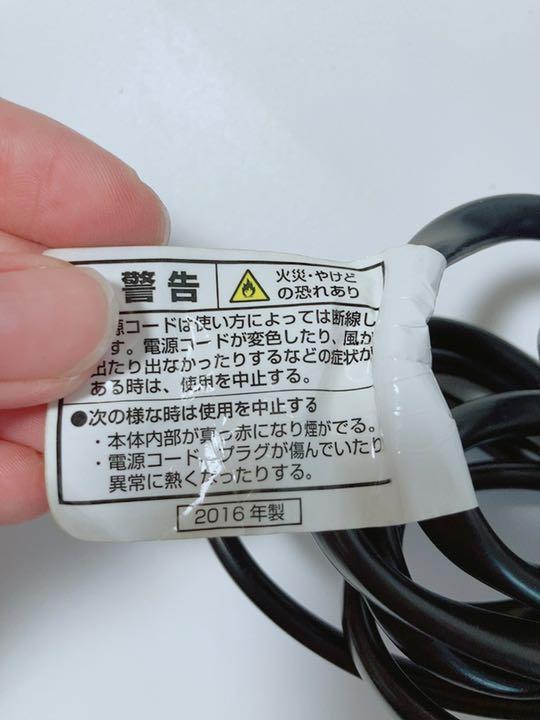 警告
火災・やけど
の恐れあり
源コードは使い方によっては断線し
す。電源コードが変色したり、風が
出たり出なかったりするなどの症状が
ある時は、使用を中止する。
●次の様な時は使用を中止する
・本体内部が真っ赤になり煙がでる。
・電源コード、プラグが傷んでいたり
異常に熱くなったりする。
2016年製